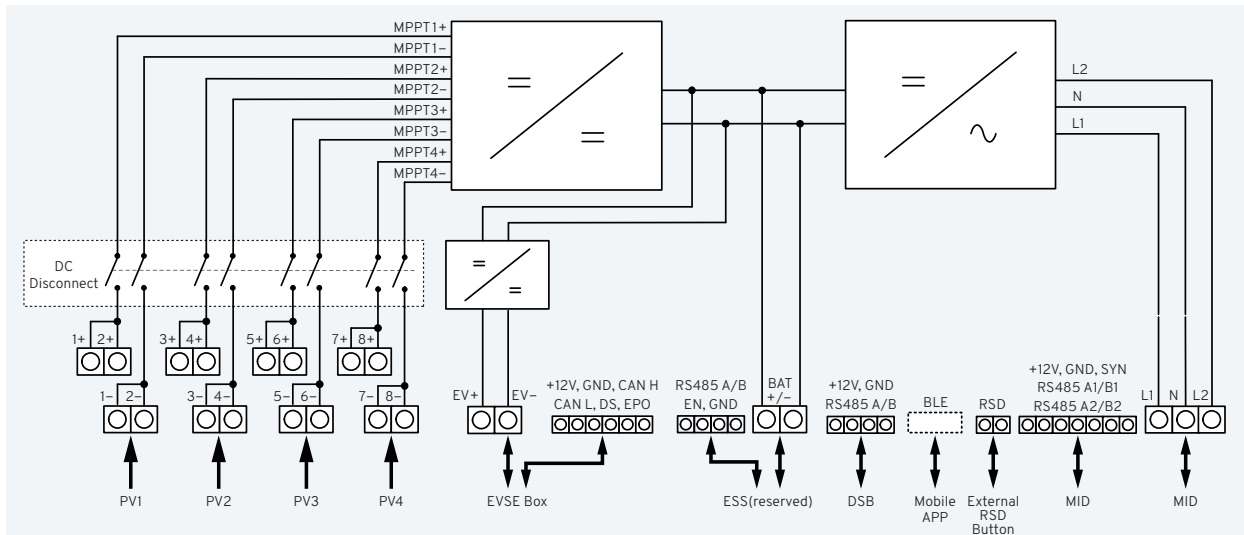 MPPT1+
MPPT1−
MPPT2+
MPPT2−
MPPT3+
MPPT3−
MPPT4+
MPPT4−
L2
N
L1
DC
Disconnect
1+ 2+
3+ 4+
5+ 6+
7+ 8+
1− 2−
3− 4−
5− 6−
7− 8−
EV+
EV−
+12V, GND, CAN H
CAN L, DS, EPO
RS485 A/B
EN, GND
BAT
+/−
+12V, GND
RS485 A/B
BLE
RSD
+12V, GND, SYN
RS485 A1/B1
RS485 A2/B2
L1 N L2
PV1
PV2
PV3
PV4
EVSE Box
ESS(reserved)
DSB
Mobile
APP
External
RSD
Button
MID
MID